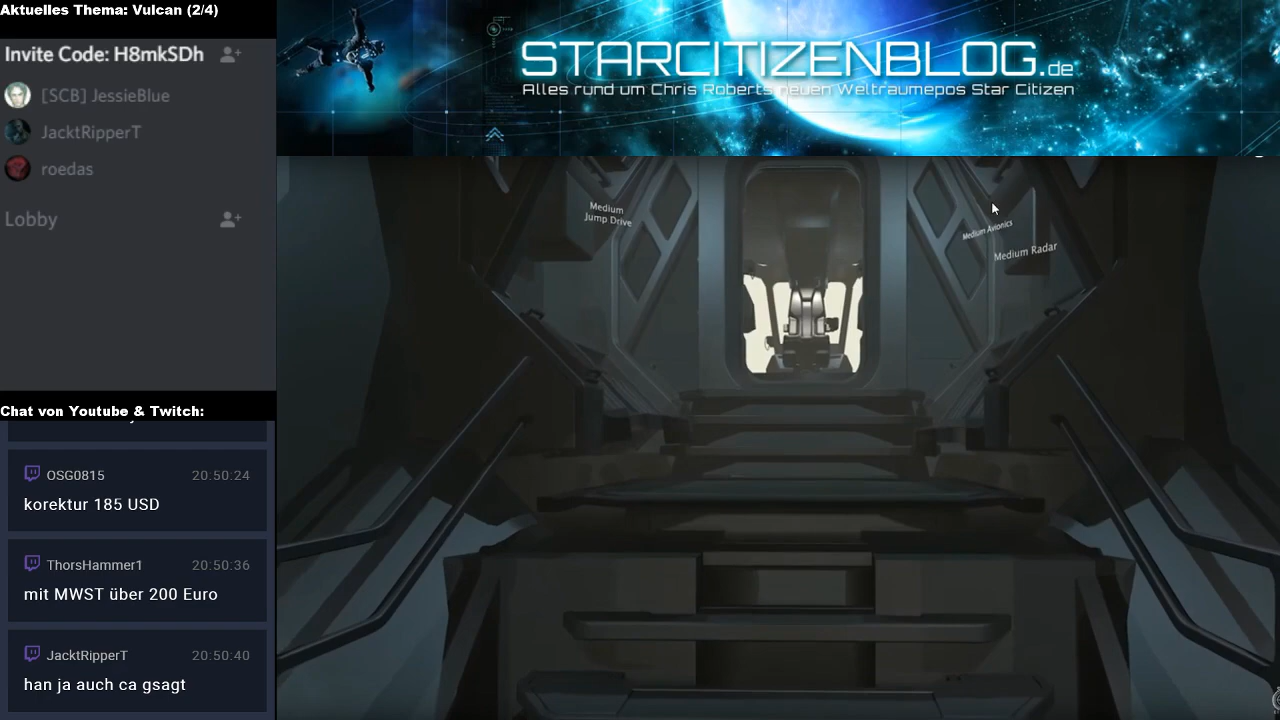 Aktuelles Thema: Vulcan (2/4)
Invite Code: H8mkSDh
[SCB] JessieBlue
JacktRipperT
roedas
Lobby
Chat von Youtube & Twitch:
OSG0815 20:50:24
korektur 185 USD
ThorsHammer1 20:50:36
mit MWST über 200 Euro
JacktRipperT 20:50:40
han ja auch ca gsagt
STARCITIZENBLOG.de
Alles rund um Chris Roberts neuen Weltraumepos Star Citizen
Medium
Jump Drive
Medium Avionics
Medium Radar